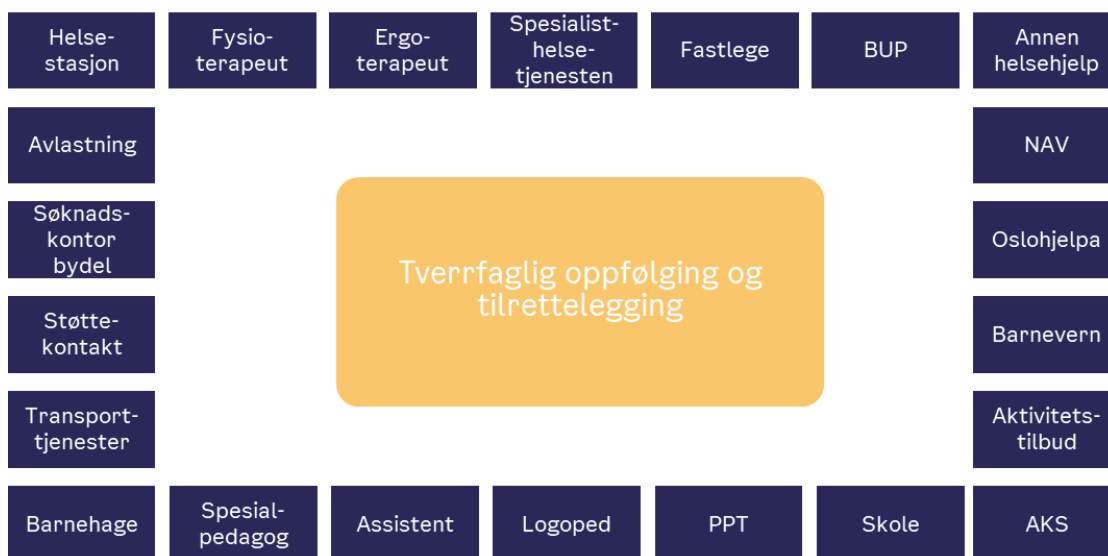 Helse-
stasjon
Fysio-
terapeut
Ergo-
terapeut
Spesialist-
helse-
tjenesten
Fastlege
BUP
Annen
helsehjelp
Avlastning
NAV
Søknads-
kontor
bydel
Oslohjelpa
Tverrfaglig oppfølging og
tilrettelegging
Støtte-
kontakt
Barnevern
Transport-
tjenester
Aktivitets-
tilbud
Barnehage
Spesial-
pedagog
Assistent
Logoped
PPT
Skole
AKS